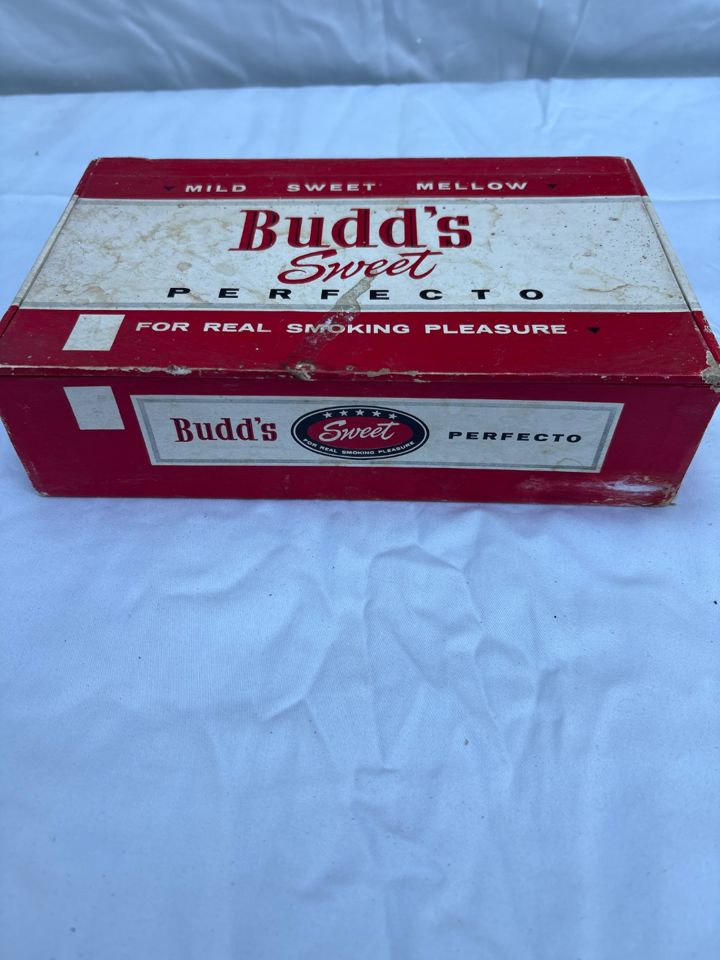 MILD SWEET MELLOW
Budd's
Sweet
PERFECTO
FOR REAL SMOKING PLEASURE
Budd's Sweet PERFECTO
FOR REAL SMOKING PLEASURE